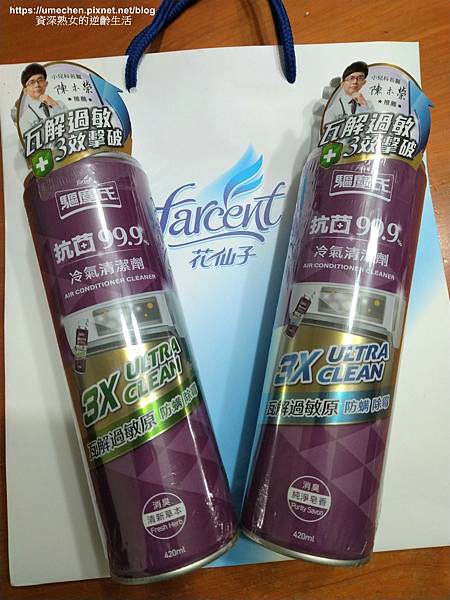 https://umechen.pixnet.net/blog
資深熟女的逆齡生活
小兒科名醫
陳木榮
★推薦★
瓦解過敏
3效擊破
驅塵氏
抗菌99.9%
冷氣清潔劑
AIR CONDITIONER CLEANER
3X ULTRA
CLEAN
瓦解過敏原 防螨 除霉
消臭
清新草本
Fresh Herb
420ml
farcent
花仙子
小兒科名醫
陳木榮
★推薦★
瓦解過敏
3效擊破
驅塵氏
抗菌99.9%
冷氣清潔劑
AIR CONDITIONER CLEANER
3X ULTRA
CLEAN
瓦解過敏原 防螨 除霉
消臭
純淨皂香
Purity Savory
420ml